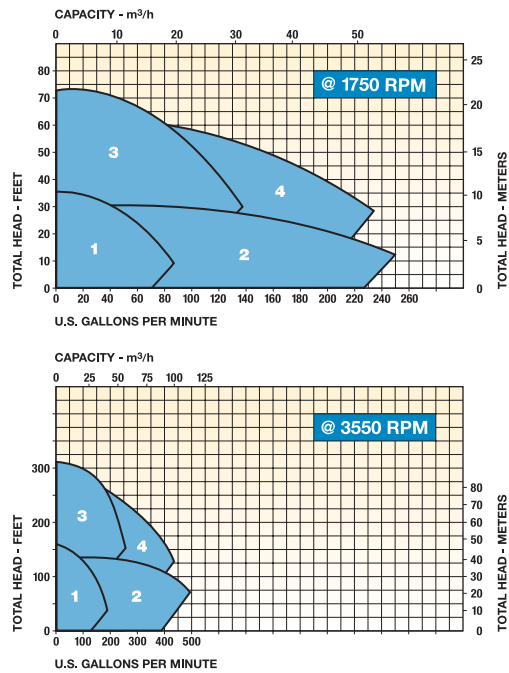 CAPACITY - m³/h
0 10 20 30 40 50
@ 1750 RPM
80
70
60
50
40
30
20
10
0
TOTAL HEAD - FEET
25
20
15
10
5
0
TOTAL HEAD - METERS
3
4
1
2
0 20 40 60 80 100 120 140 160 180 200 220 240 260
U.S. GALLONS PER MINUTE
CAPACITY - m³/h
0 25 50 75 100 125
@ 3550 RPM
300
200
100
0
TOTAL HEAD - FEET
80
70
60
50
40
30
20
10
0
TOTAL HEAD - METERS
3
4
1
2
0 100 200 300 400 500
U.S. GALLONS PER MINUTE